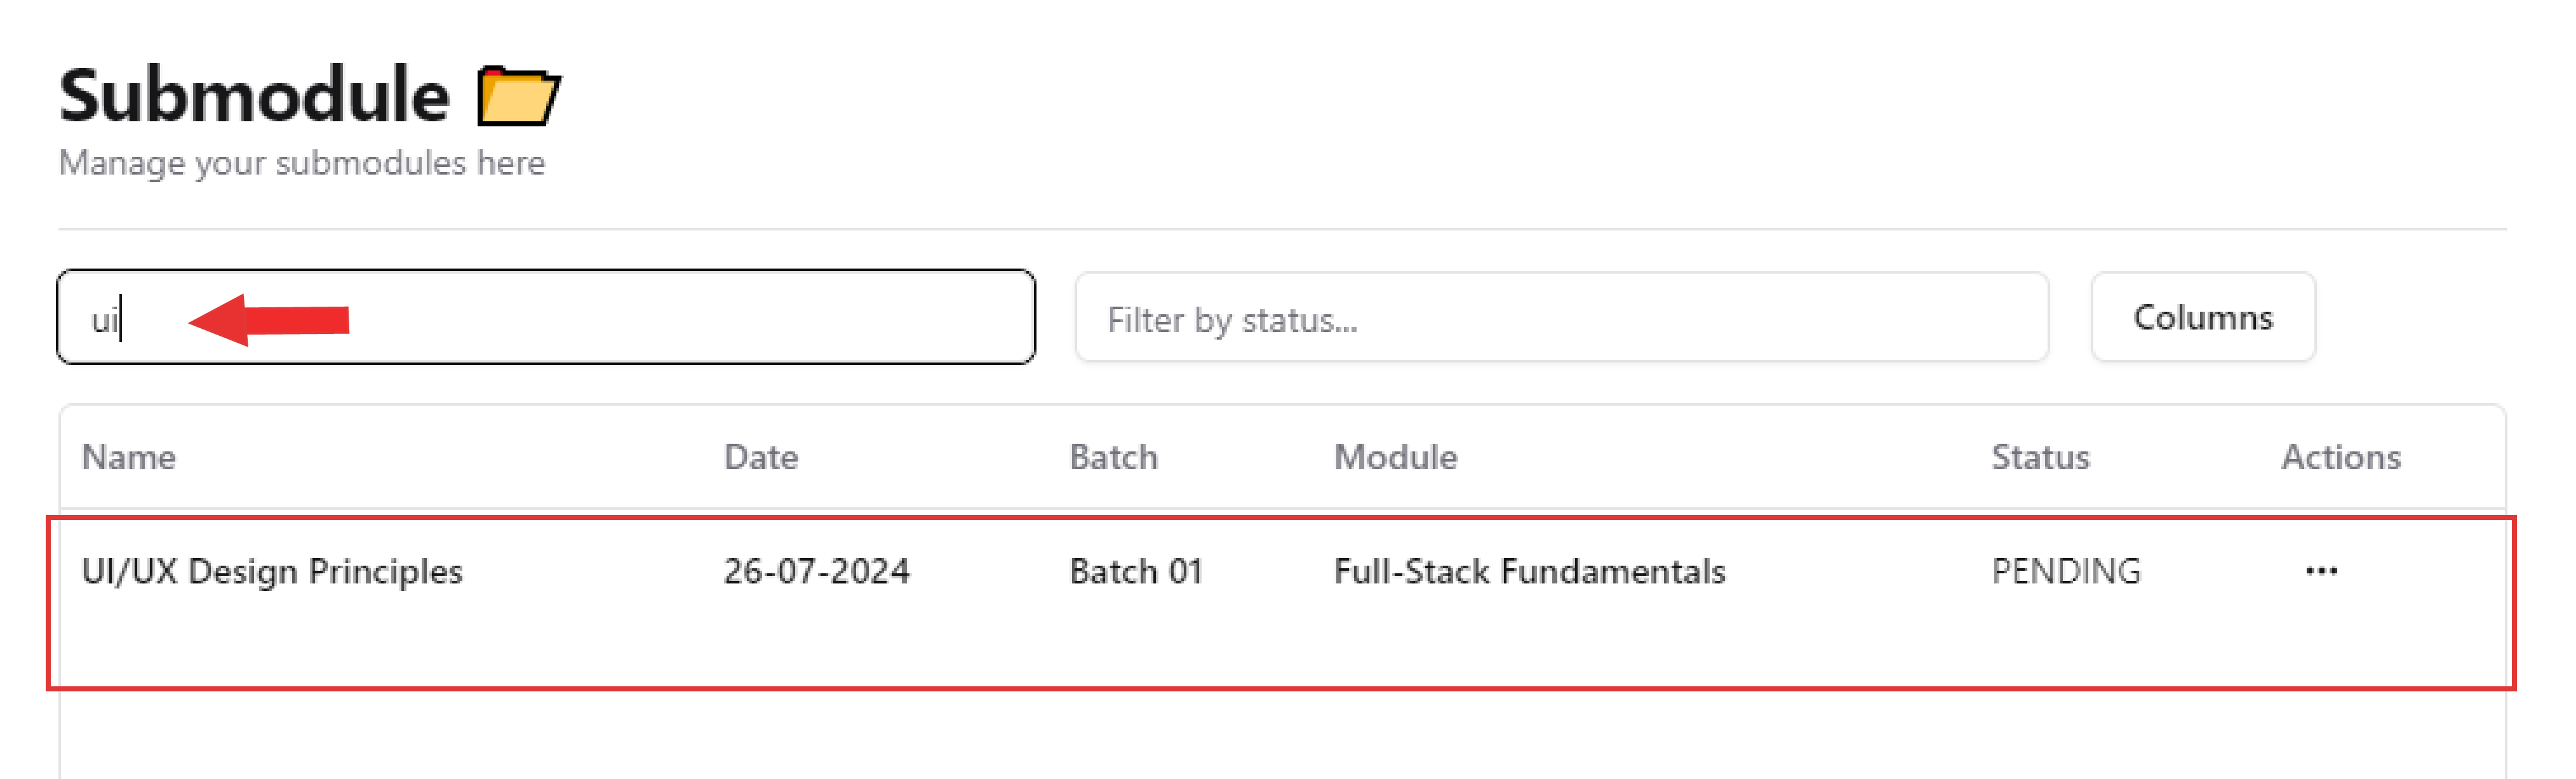 Submodule
Manage your submodules here
ui Filter by status... Columns
Name Date Batch Module Status Actions
UI/UX Design Principles 26-07-2024 Batch 01 Full-Stack Fundamentals PENDING ...